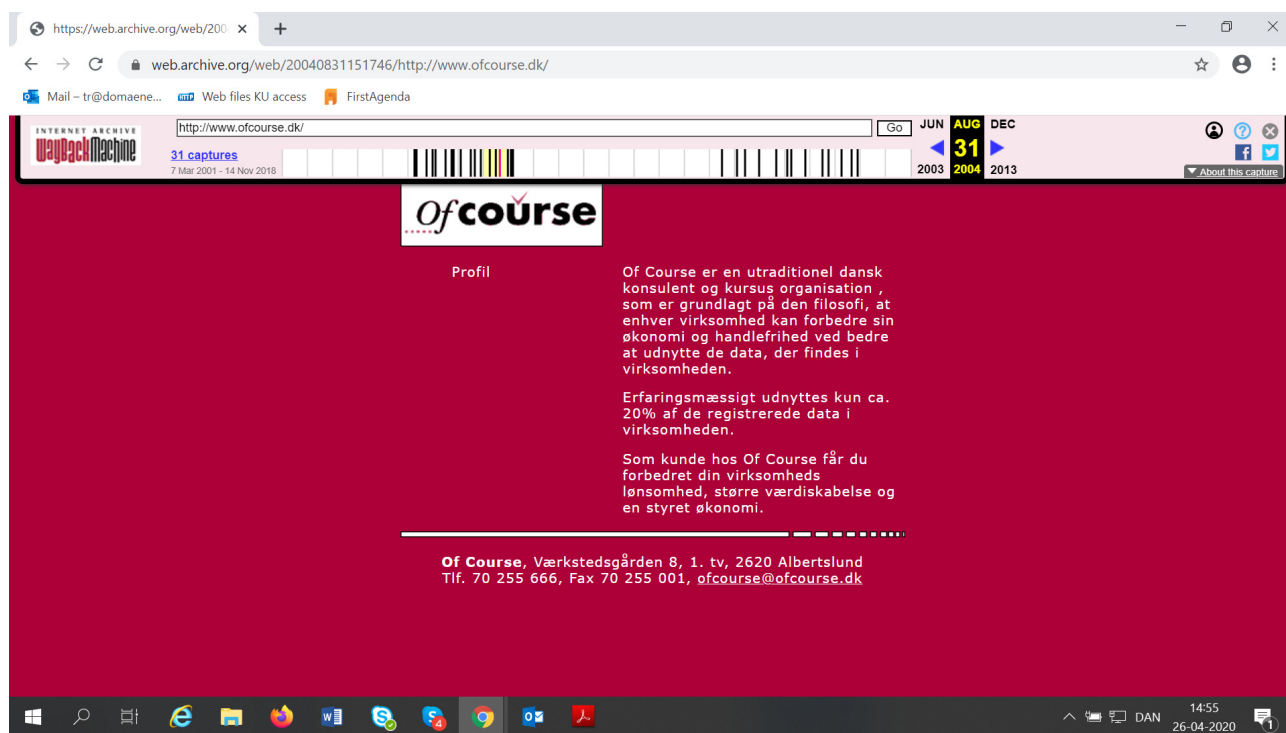 https://web.archive.org/web/200
web.archive.org/web/20040831151746/http://www.ofcourse.dk/
Mail – tr@domaene... Web files KU access FirstAgenda
INTERNET ARCHIVE
WayBackMachine
http://www.ofcourse.dk/ Go JUN AUG DEC
31 captures 31
7 Mar 2001 - 14 Nov 2018 2003 2004 2013
About this capture
Of course
Profil
Of Course er en utraditionel dansk
konsulent og kursus organisation ,
som er grundlagt på den filosofi, at
enhver virksomhed kan forbedre sin
økonomi og handlefrihed ved bedre
at udnytte de data, der findes i
virksomheden.
Erfaringsmæssigt udnyttes kun ca.
20% af de registrerede data i
virksomheden.
Som kunde hos Of Course får du
forbedret din virksomheds
lønsomhed, større værdiskabelse og
en styret økonomi.
Of Course, Værkstedsgården 8, 1. tv, 2620 Albertslund
Tlf. 70 255 666, Fax 70 255 001, ofcourse@ofcourse.dk
DAN 14:55
26-04-2020